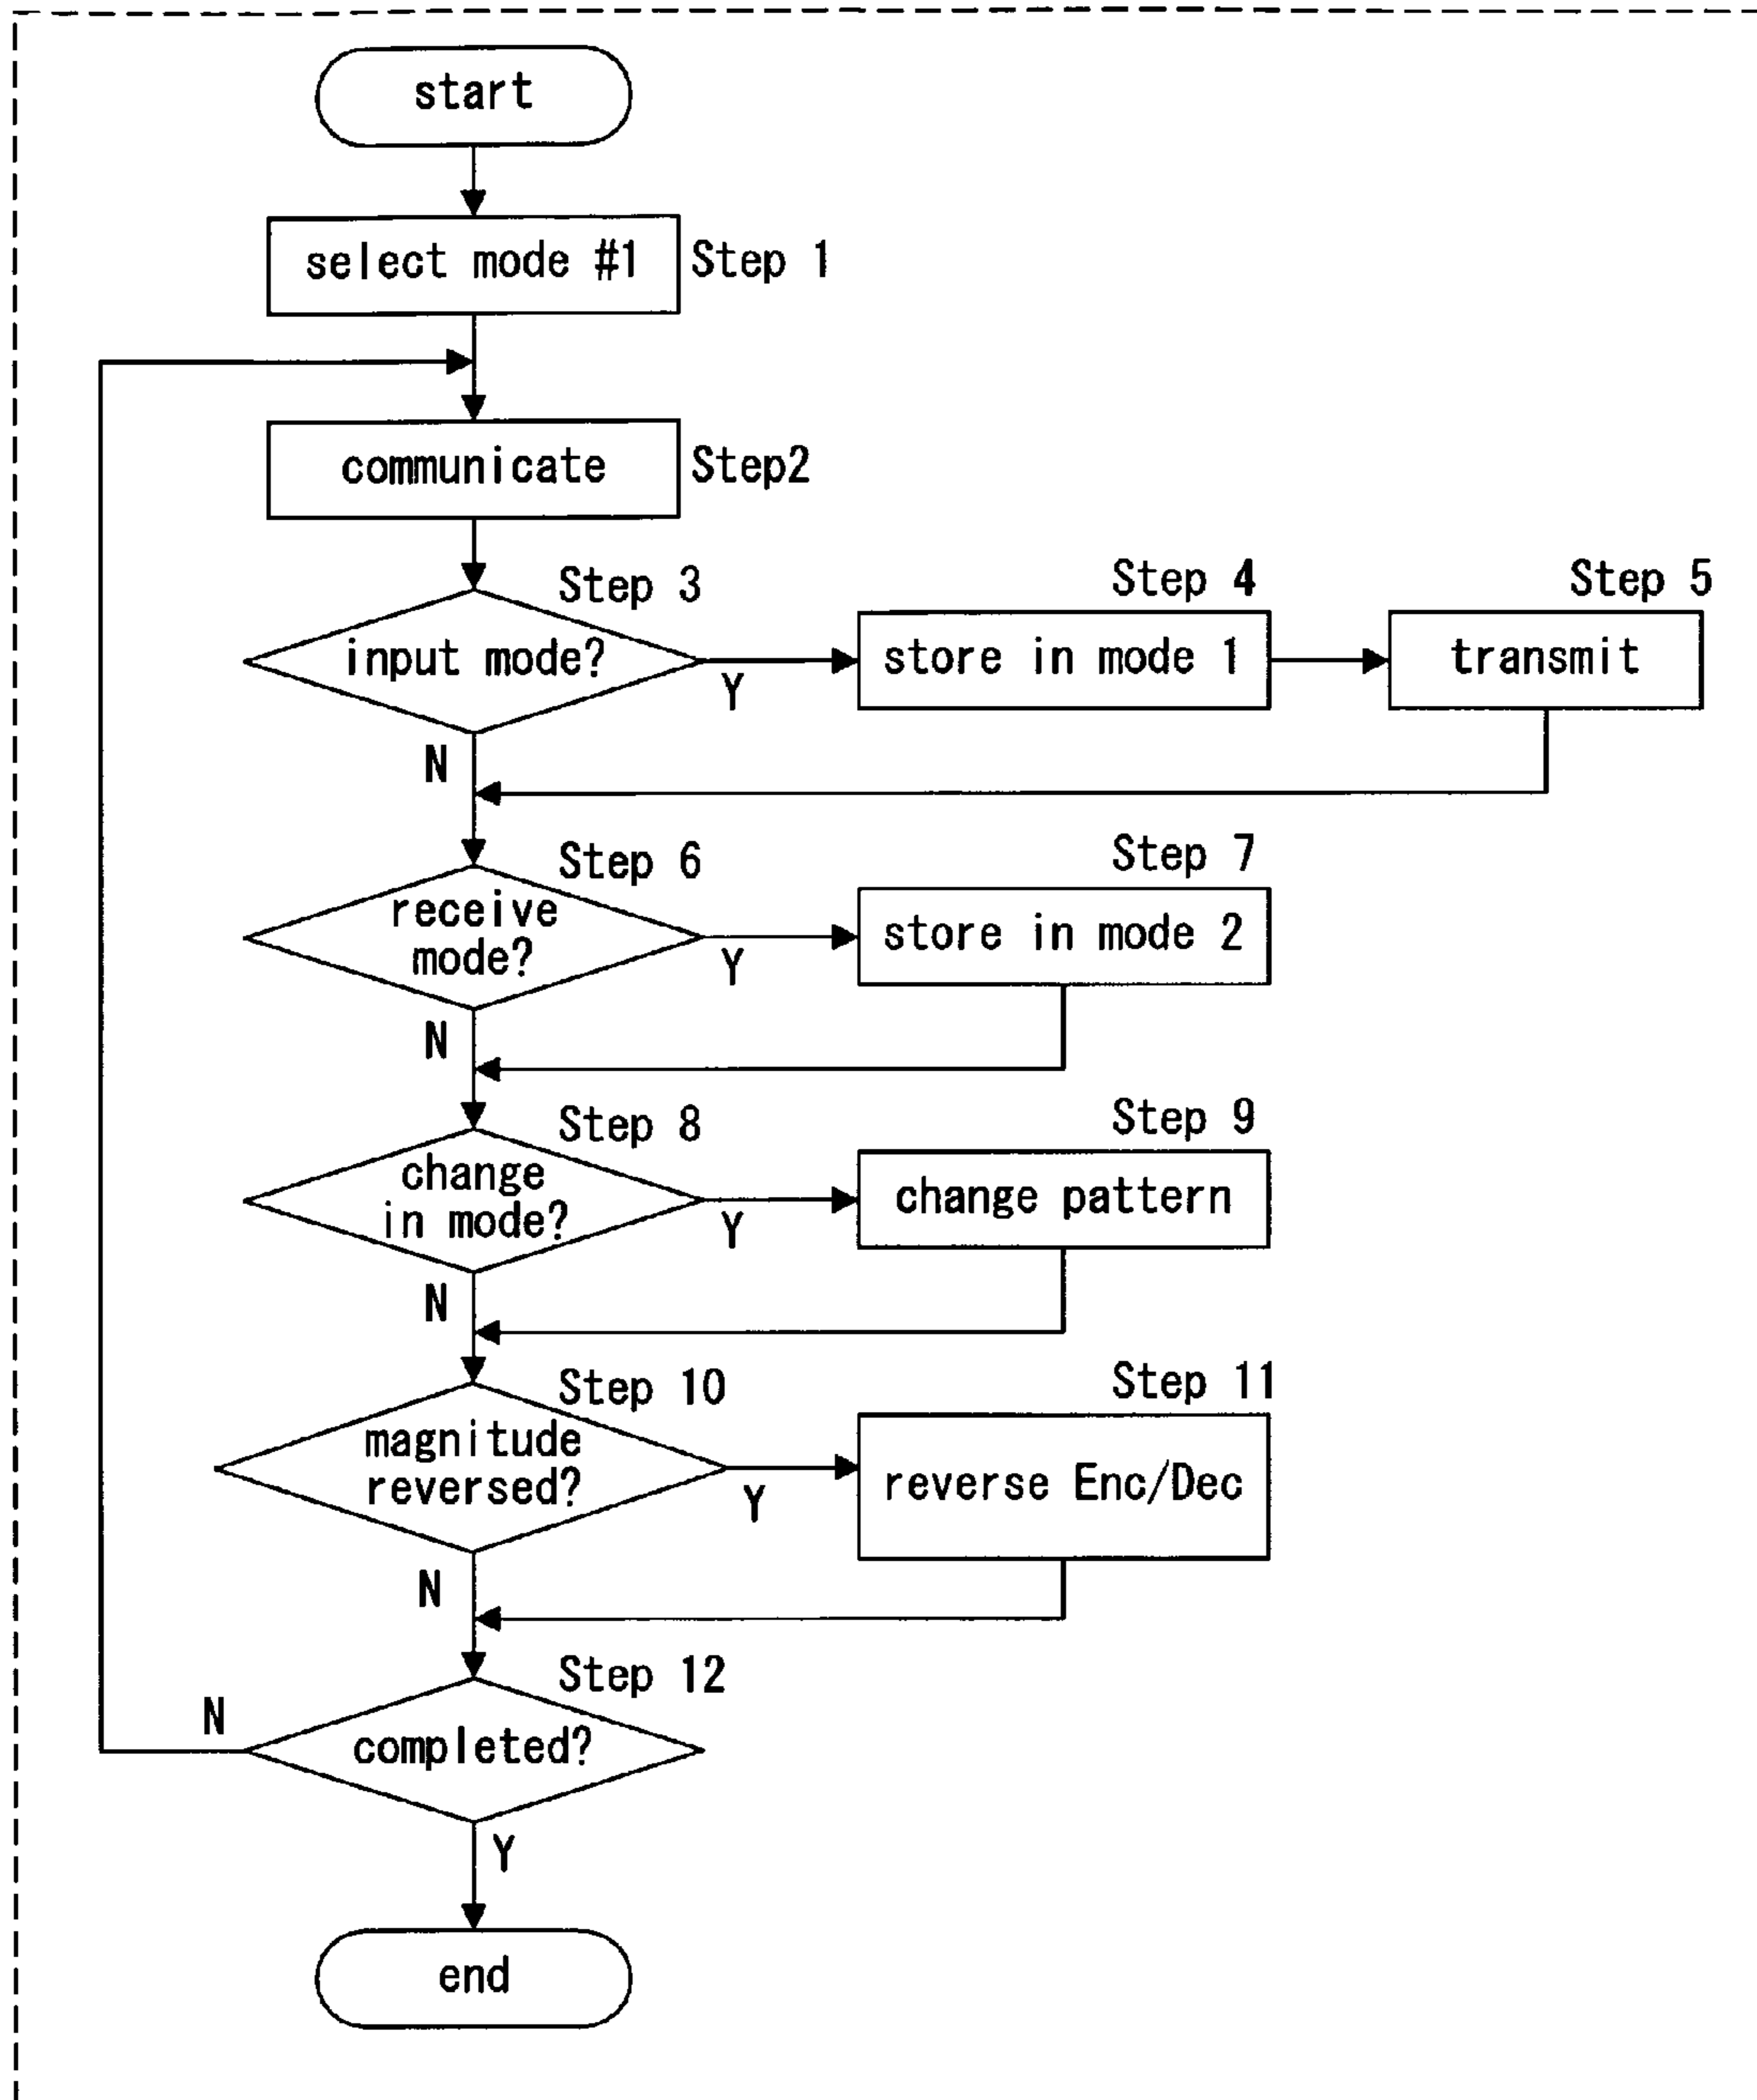 start
select mode #1
Step 1
communicate
Step2
Step 3
input mode?
Y
N
Step 4
store in mode 1
Step 5
transmit
Step 6
receive
mode?
Y
N
Step 7
store in mode 2
Step 8
change
in mode?
Y
N
Step 9
change pattern
Step 10
magnitude
reversed?
Y
N
Step 11
reverse Enc/Dec
Step 12
completed?
N
Y
end